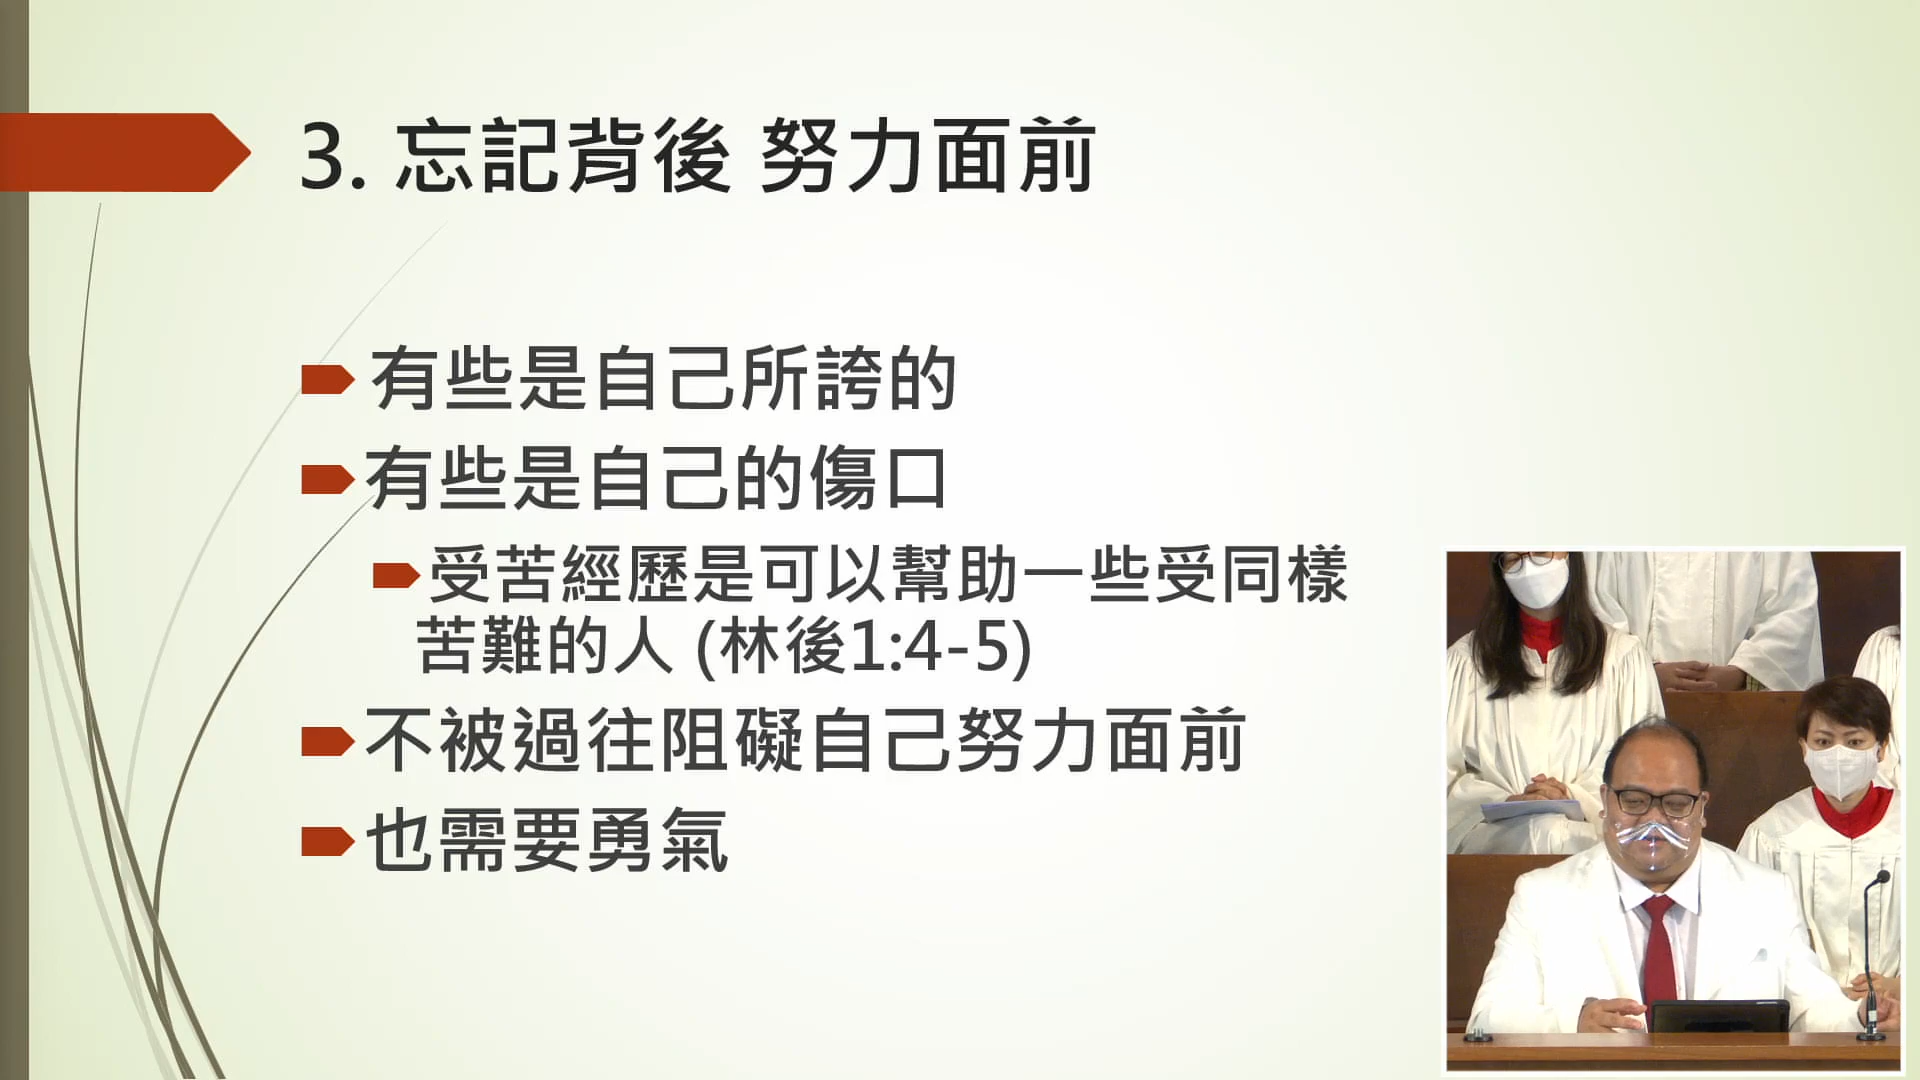 3. 忘記背後 努力面前
有些是自己所誇的
有些是自己的傷口
受苦經歷是可以幫助一些受同樣
苦難的人 (林後1:4-5)
不被過往阻礙自己努力面前
也需要勇氣